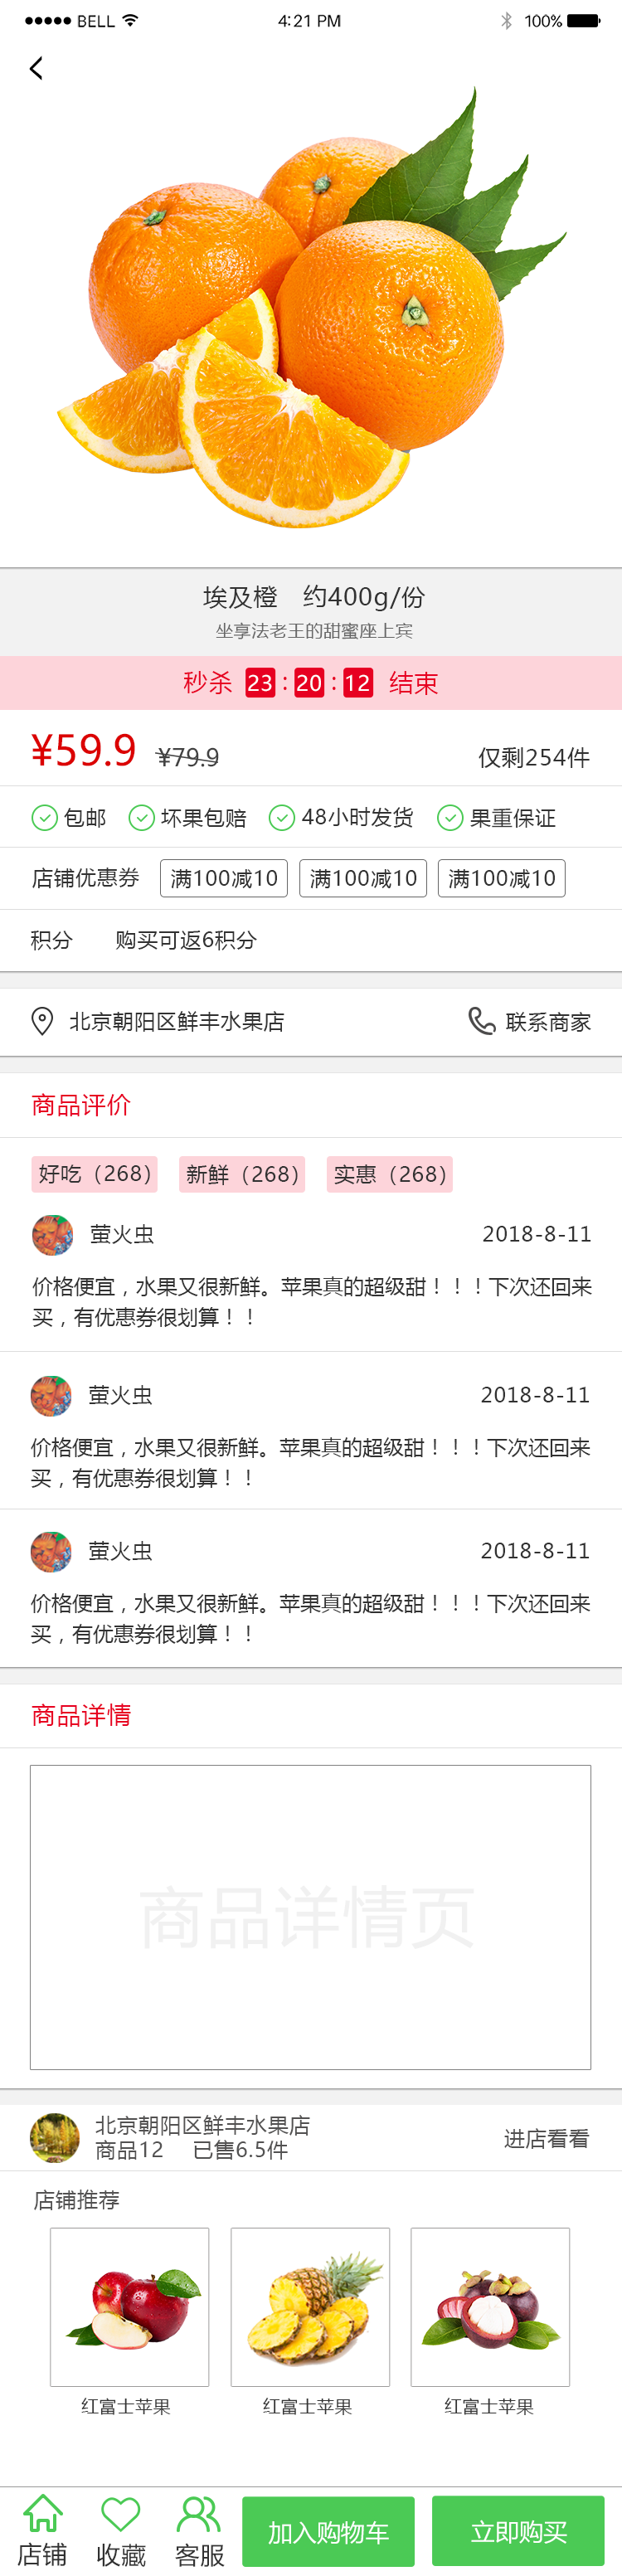 BELL 4:21 PM 100%
埃及橙 约400g/份
坐享法老王的甜蜜座上宾
秒杀 23 : 20 : 12 结束
¥59.9 ¥79.9 仅剩254件
包邮 坏果包赔 48小时发货 果重保证
店铺优惠券 满100减10 满100减10 满100减10
积分 购买可返6积分
北京朝阳区鲜丰水果店 联系商家
商品评价
好吃（268） 新鲜（268） 实惠（268）
萤火虫 2018-8-11
价格便宜，水果又很新鲜。苹果真的超级甜！！！下次还回来
买，有优惠券很划算！！
萤火虫 2018-8-11
价格便宜，水果又很新鲜。苹果真的超级甜！！！下次还回来
买，有优惠券很划算！！
萤火虫 2018-8-11
价格便宜，水果又很新鲜。苹果真的超级甜！！！下次还回来
买，有优惠券很划算！！
商品详情
商品详情页
北京朝阳区鲜丰水果店
商品12 已售6.5件 进店看看
店铺推荐
红富士苹果 红富士苹果 红富士苹果
店铺 收藏 客服 加入购物车 立即购买